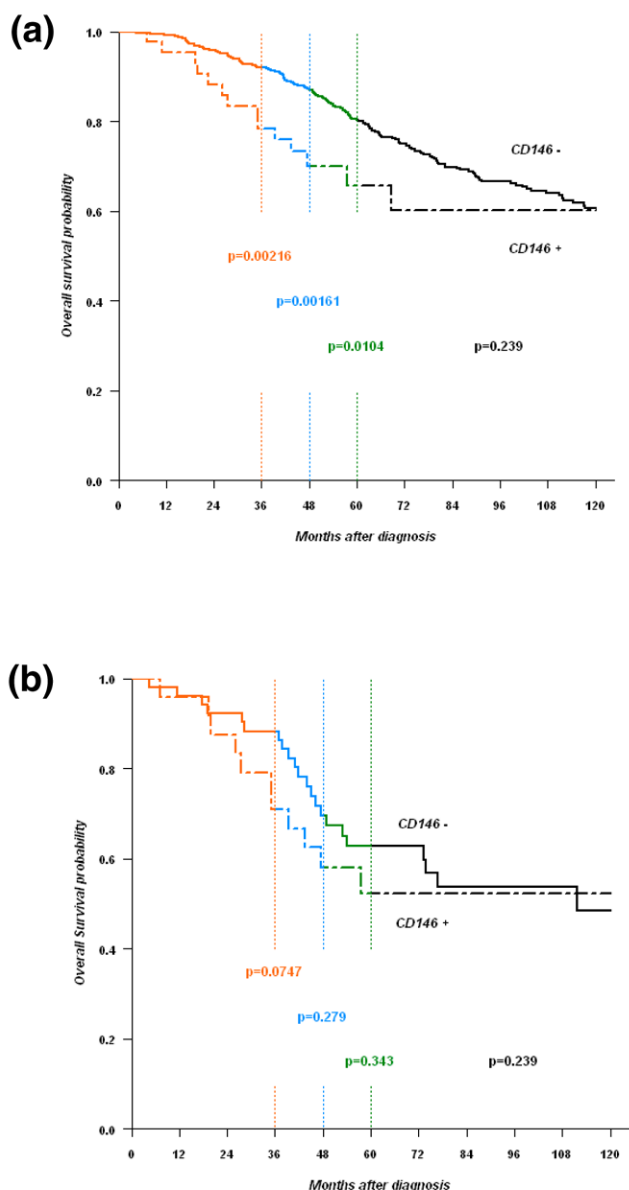 (a)
1.0
0.8
0.6
0.4
0.2
0.0
Overall survival probability
CD146 -
CD146 +
p=0.00216
p=0.00161
p=0.0104
p=0.239
0 12 24 36 48 60 72 84 96 108 120
Months after diagnosis
(b)
1.0
0.8
0.6
0.4
0.2
0.0
Overall Survival probability
CD146 -
CD146 +
p=0.0747
p=0.279
p=0.343
p=0.239
0 12 24 36 48 60 72 84 96 108 120
Months after diagnosis